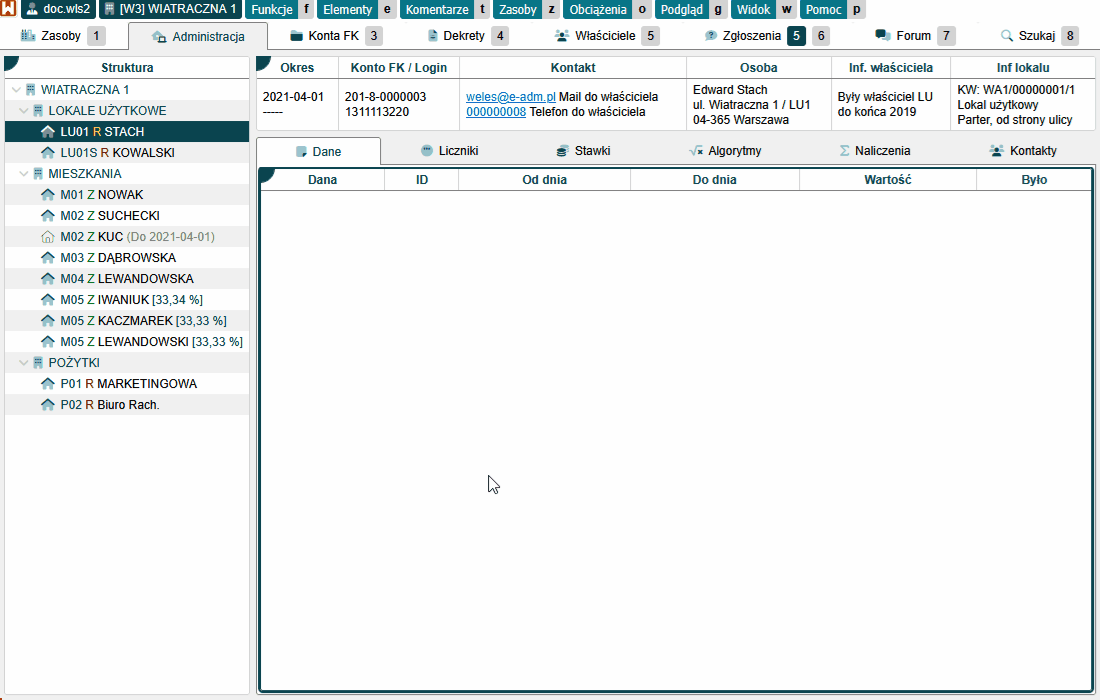 doc.wls2 [W3] WIATRACZNA 1 Funkcje f Elementy e Komentarze t Zasoby z Obciążenia o Podgląd g Widok w Pomoc p
Zasoby 1 Administracja Konta FK 3 Dekrety 4 Właściciele 5 Zgłoszenia 5 6 Forum 7 Szukaj 8
Struktura
WIATRACZNA 1
LOKALE UŻYTKOWE
LU01 R STACH
LU01S R KOWALSKI
MIESZKANIA
M01 Z NOWAK
M02 Z SUCHECKI
M02 Z KUC (Do 2021-04-01)
M03 Z DĄBROWSKA
M04 Z LEWANDOWSKA
M05 Z IWANIUK [33,34 %]
M05 Z KACZMAREK [33,33 %]
M05 Z LEWANDOWSKI [33,33 %]
POŻYTKI
P01 R MARKETINGOWA
P02 R Biuro Rach.
Okres Konto FK / Login Kontakt Osoba Inf. właściciela Inf lokalu
2021-04-01
-----
201-8-0000003
1311113220
weles@e-adm.pl Mail do właściciela
000000008 Telefon do właściciela
Edward Stach
ul. Wiatraczna 1 / LU1
04-365 Warszawa
Były właściciel LU
do końca 2019
KW: WA1/00000001/1
Lokal użytkowy
Parter, od strony ulicy
Dane Liczniki Stawki Algorytmy Naliczenia Kontakty
Dana ID Od dnia Do dnia Wartość Było